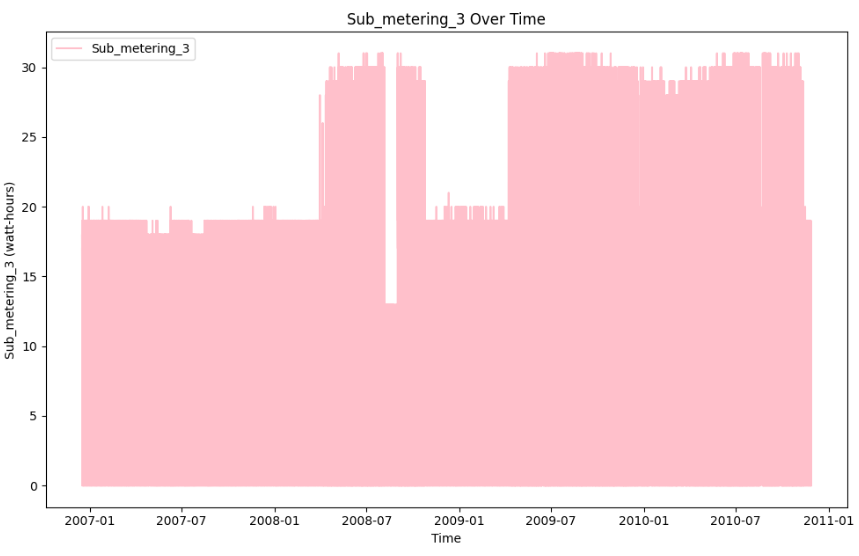 Sub_metering_3 Over Time
Sub_metering_3
Sub_metering_3 (watt-hours)
30
25
20
15
10
5
0
2007-01 2007-07 2008-01 2008-07 2009-01 2009-07 2010-01 2010-07 2011-01
Time